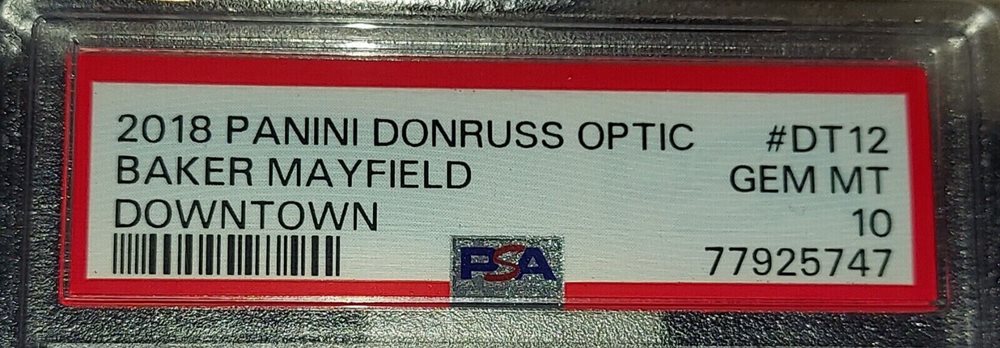 2018 PANINI DONRUSS OPTIC #DT12
BAKER MAYFIELD GEM MT
DOWNTOWN 10
PSA 77925747